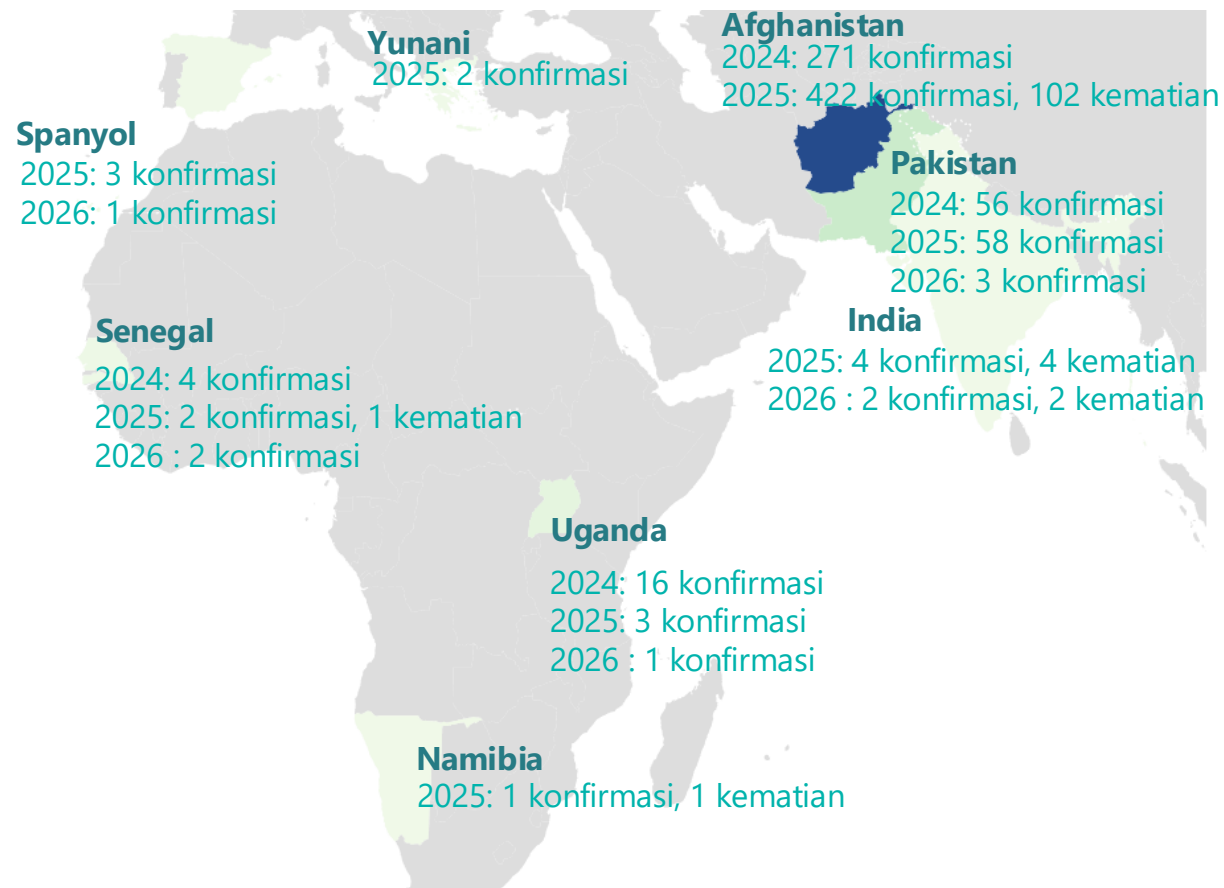 Yunani
2025: 2 konfirmasi
Afghanistan
2024: 271 konfirmasi
2025: 422 konfirmasi, 102 kematian
Spanyol
2025: 3 konfirmasi
2026: 1 konfirmasi
Pakistan
2024: 56 konfirmasi
2025: 58 konfirmasi
2026: 3 konfirmasi
India
2025: 4 konfirmasi, 4 kematian
2026 : 2 konfirmasi, 2 kematian
Senegal
2024: 4 konfirmasi
2025: 2 konfirmasi, 1 kematian
2026 : 2 konfirmasi
Uganda
2024: 16 konfirmasi
2025: 3 konfirmasi
2026 : 1 konfirmasi
Namibia
2025: 1 konfirmasi, 1 kematian